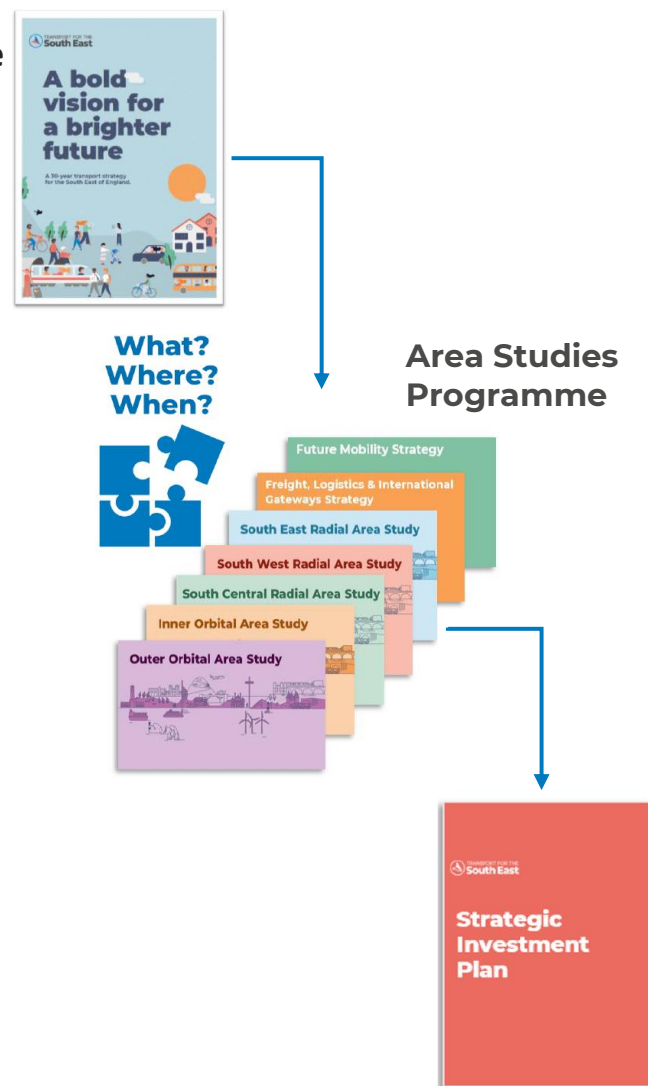 TRANSPORT FOR THE
South East
A bold
vision for
a brighter
future
A 30-year transport strategy
for the South East of England.
What?
Where?
When?
Area Studies
Programme
Future Mobility Strategy
Freight, Logistics & International
Gateways Strategy
South East Radial Area Study
South West Radial Area Study
South Central Radial Area Study
Inner Orbital Area Study
Outer Orbital Area Study
TRANSPORT FOR THE
South East
Strategic
Investment
Plan